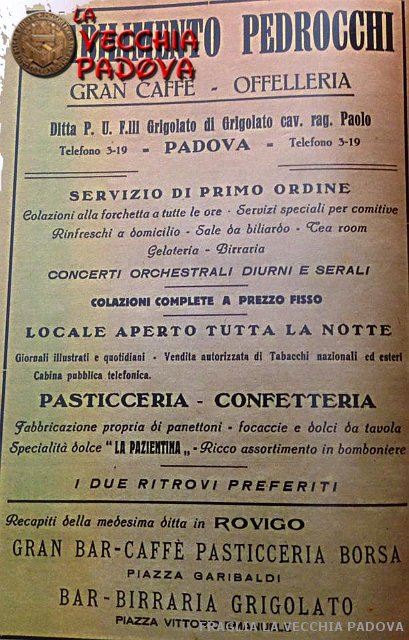 LA
VECCHIA
PADOVA
PEDROCCHI
GRAN CAFFÈ - OFFELLERIA
Ditta P. U. F.lli Grigolato di Grigolato cav. rag. Paolo
Telefono 3-19 - PADOVA - Telefono 3-19
SERVIZIO DI PRIMO ORDINE
Colazioni alla forchetta a tutte le ore - Servizi speciali per comitive
Rinfreschi a domicilio - Sale da biliardo - Tea room
Gelateria - Birraria
CONCERTI ORCHESTRALI DIURNI E SERALI
COLAZIONI COMPLETE A PREZZO FISSO
LOCALE APERTO TUTTA LA NOTTE
Giornali illustrati e quotidiani - Vendita autorizzata di Tabacchi nazionali ed esteri
Cabina pubblica telefonica.
PASTICCERIA - CONFETTERIA
Fabbricazione propria di panettoni - focaccie e dolci da tavola
Specialità dolce "LA PAZIENTINA„ - Ricco assortimento in bomboniere
I DUE RITROVI PREFERITI
Recapiti della medesima ditta in ROVIGO
GRAN BAR-CAFFÈ PASTICCERIA BORSA
PIAZZA GARIBALDI
BAR-BIRRARIA GRIGOLATO
PIAZZA VITTORIO EMANUELE
VECCHIA PADOVA